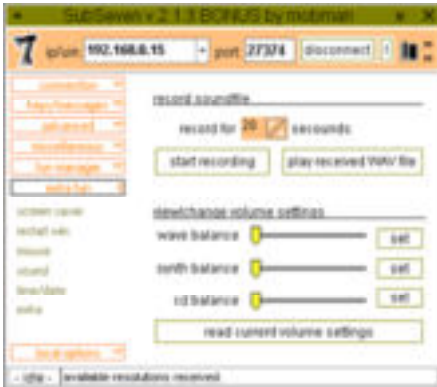 SubSeven v 2.1.3 BONUS by mobman
ip/uin: 192.168.0.15 port: 27374 disconnect
connection
keys/messages
advanced
miscellaneous
fun manager
extra fun
screen saver
restart win
mouse
sound
time/date
extra
local options
record soundfile
record for 20 secounds
start recording play received WAV file
view/change volume settings
wave balance set
synth balance set
cd balance set
read current volume settings
- idle - available resolutions received.